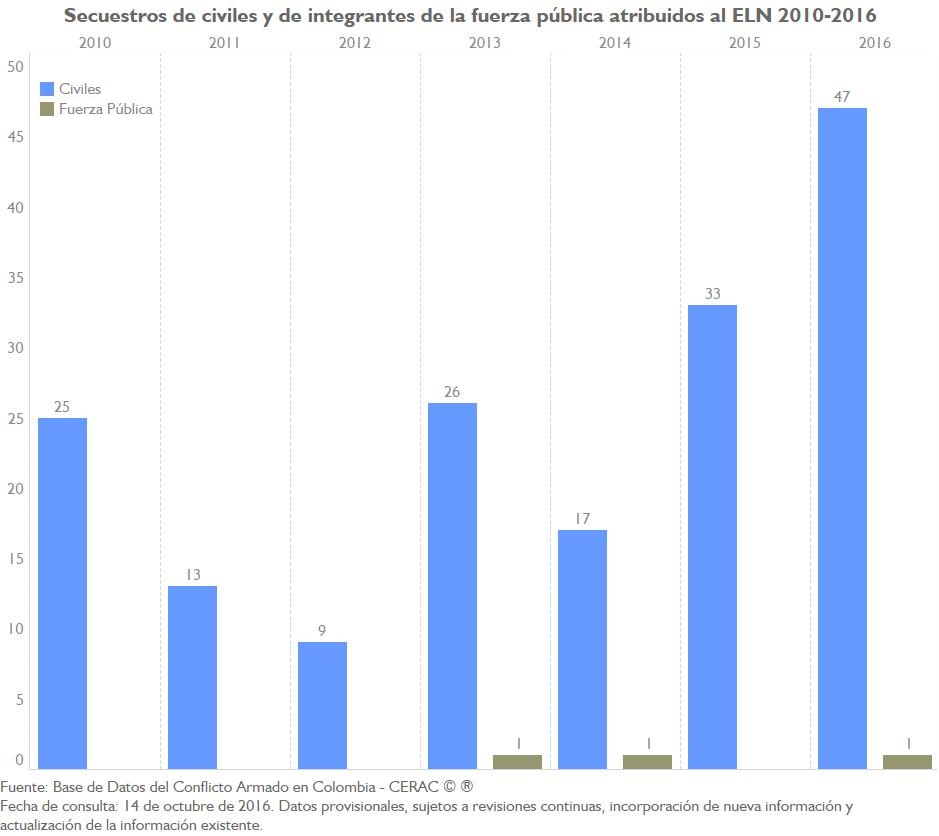 Secuestros de civiles y de integrantes de la fuerza pública atribuidos al ELN 2010-2016
2010 2011 2012 2013 2014 2015 2016
50
Civiles
Fuerza Pública
47
45
40
35
33
30
26
25
25
20
17
15
13
10
9
5
1 1 1
0
Fuente: Base de Datos del Conflicto Armado en Colombia - CERAC © ®
Fecha de consulta: 14 de octubre de 2016. Datos provisionales, sujetos a revisiones continuas, incorporación de nueva información y
actualización de la información existente.